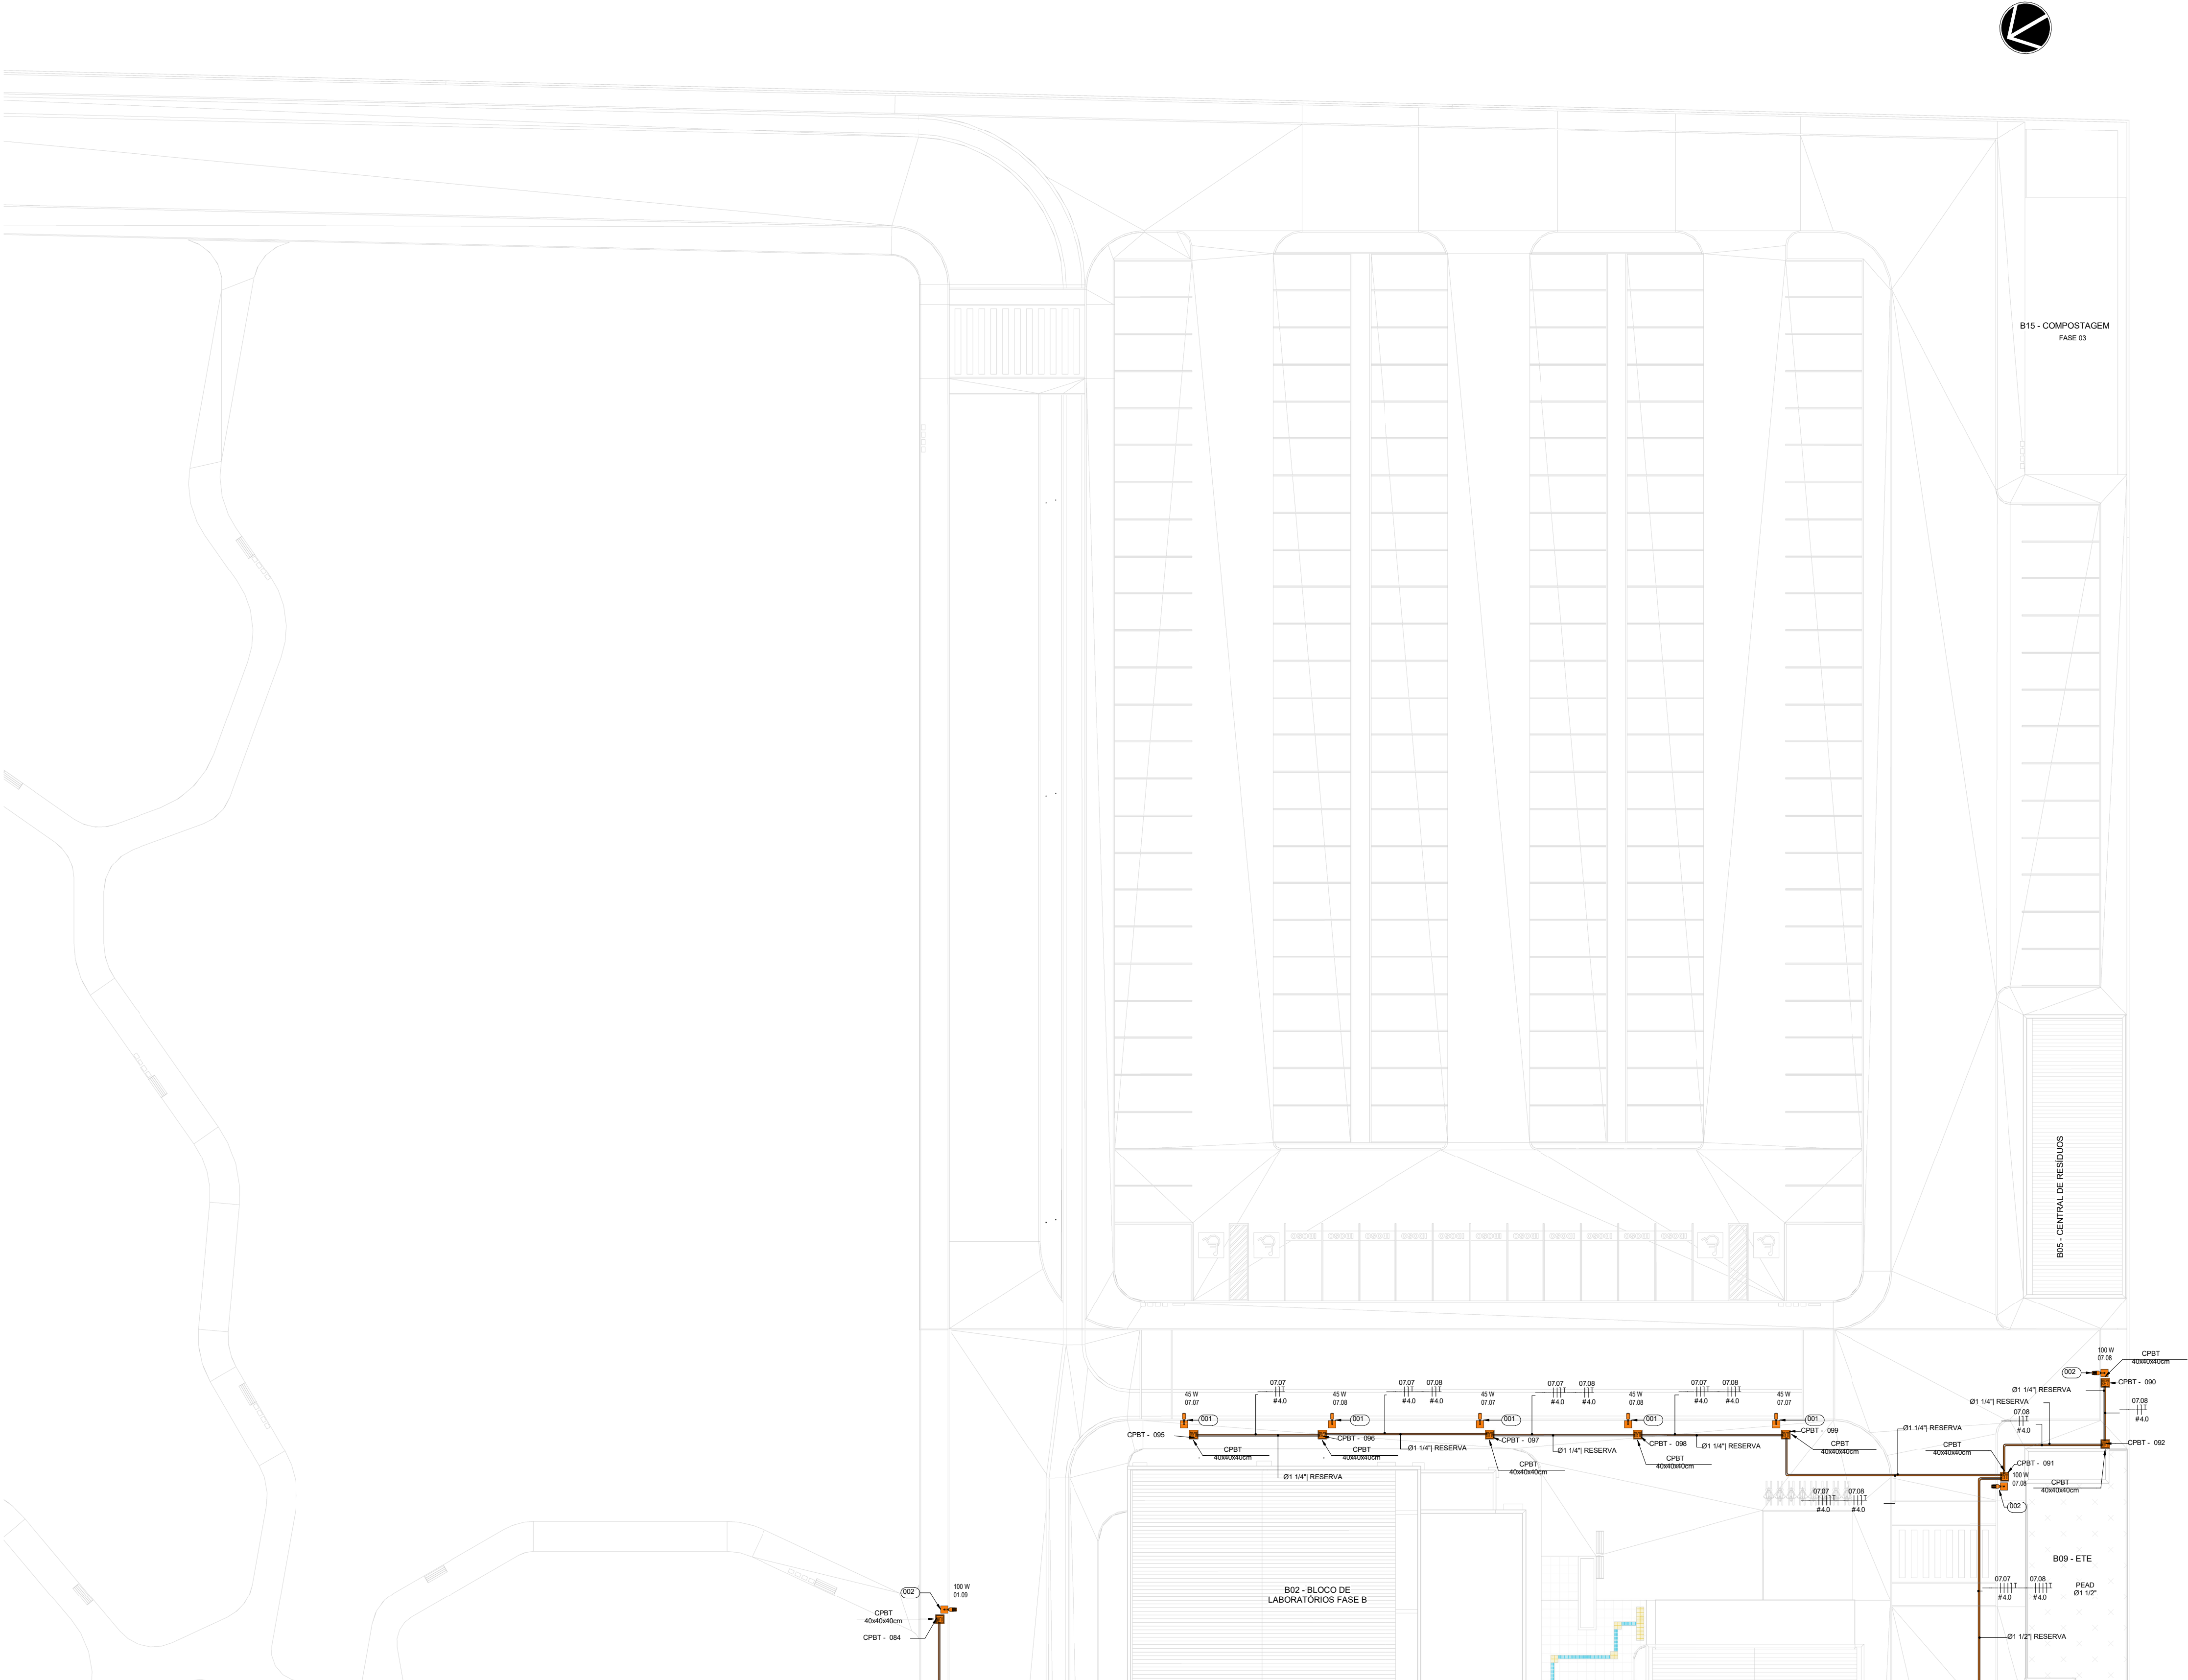 B15 - COMPOSTAGEM
FASE 03
B05 - CENTRAL DE RESÍDUOS
100 W
07.08
CPBT
40x40x40cm
002
CPBT - 090
Ø1 1/4"| RESERVA
07.08
#4.0
Ø1 1/4"| RESERVA
07.08
#4.0
Ø1 1/4"| RESERVA
CPBT - 092
CPBT
40x40x40cm
CPBT - 091
100 W
07.08
CPBT
40x40x40cm
002
07.07
#4.0
07.07
07.08
#4.0
#4.0
07.07
07.08
#4.0
#4.0
07.07
07.08
#4.0
#4.0
45 W
07.07
001
45 W
07.08
001
45 W
07.07
001
45 W
07.08
001
45 W
07.07
001
CPBT - 095
CPBT
40x40x40cm
Ø1 1/4"| RESERVA
CPBT - 096
CPBT
40x40x40cm
Ø1 1/4"| RESERVA
CPBT - 097
CPBT
40x40x40cm
Ø1 1/4"| RESERVA
CPBT - 098
CPBT
40x40x40cm
Ø1 1/4"| RESERVA
CPBT - 099
CPBT
40x40x40cm
07.07
07.08
#4.0
#4.0
B09 - ETE
PEAD
Ø1 1/2"
07.07
07.08
#4.0
#4.0
Ø1 1/2"| RESERVA
B02 - BLOCO DE
LABORATÓRIOS FASE B
002
100 W
01.09
CPBT
40x40x40cm
CPBT - 084